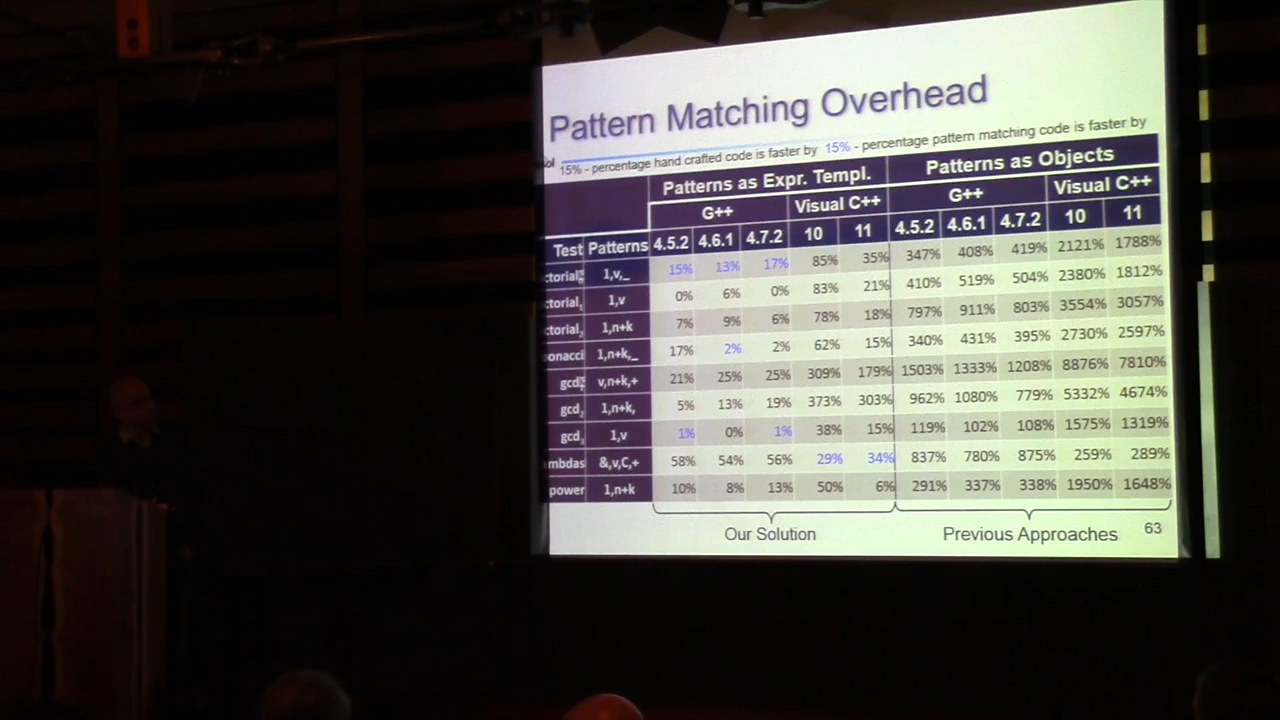 Pattern Matching Overhead
15% - percentage hand crafted code is faster by 15% - percentage pattern matching code is faster by
Patterns as Expr. Templ. Patterns as Objects
G++ Visual C++ G++ Visual C++
Test Patterns 4.5.2 4.6.1 4.7.2 10 11 4.5.2 4.6.1 4.7.2 10 11
ctorial 1,v,_ 15% 13% 17% 85% 35% 347% 408% 419% 2121% 1788%
ctorial1 1,v 0% 6% 0% 83% 21% 410% 519% 504% 2380% 1812%
ctorial2 1,n+k 7% 9% 6% 78% 18% 797% 911% 803% 3554% 3057%
onacci 1,n+k,_ 17% 2% 2% 62% 15% 340% 431% 395% 2730% 2597%
gcd v,n+k,+ 21% 25% 25% 309% 179% 1503% 1333% 1208% 8876% 7810%
gcd 1,n+k, 5% 13% 19% 373% 303% 962% 1080% 779% 5332% 4674%
gcd 1,v 1% 0% 1% 38% 15% 119% 102% 108% 1575% 1319%
mbdas &,v,C,+ 58% 54% 56% 29% 34% 837% 780% 875% 259% 289%
power 1,n+k 10% 8% 13% 50% 6% 291% 337% 338% 1950% 1648%
Our Solution Previous Approaches 63